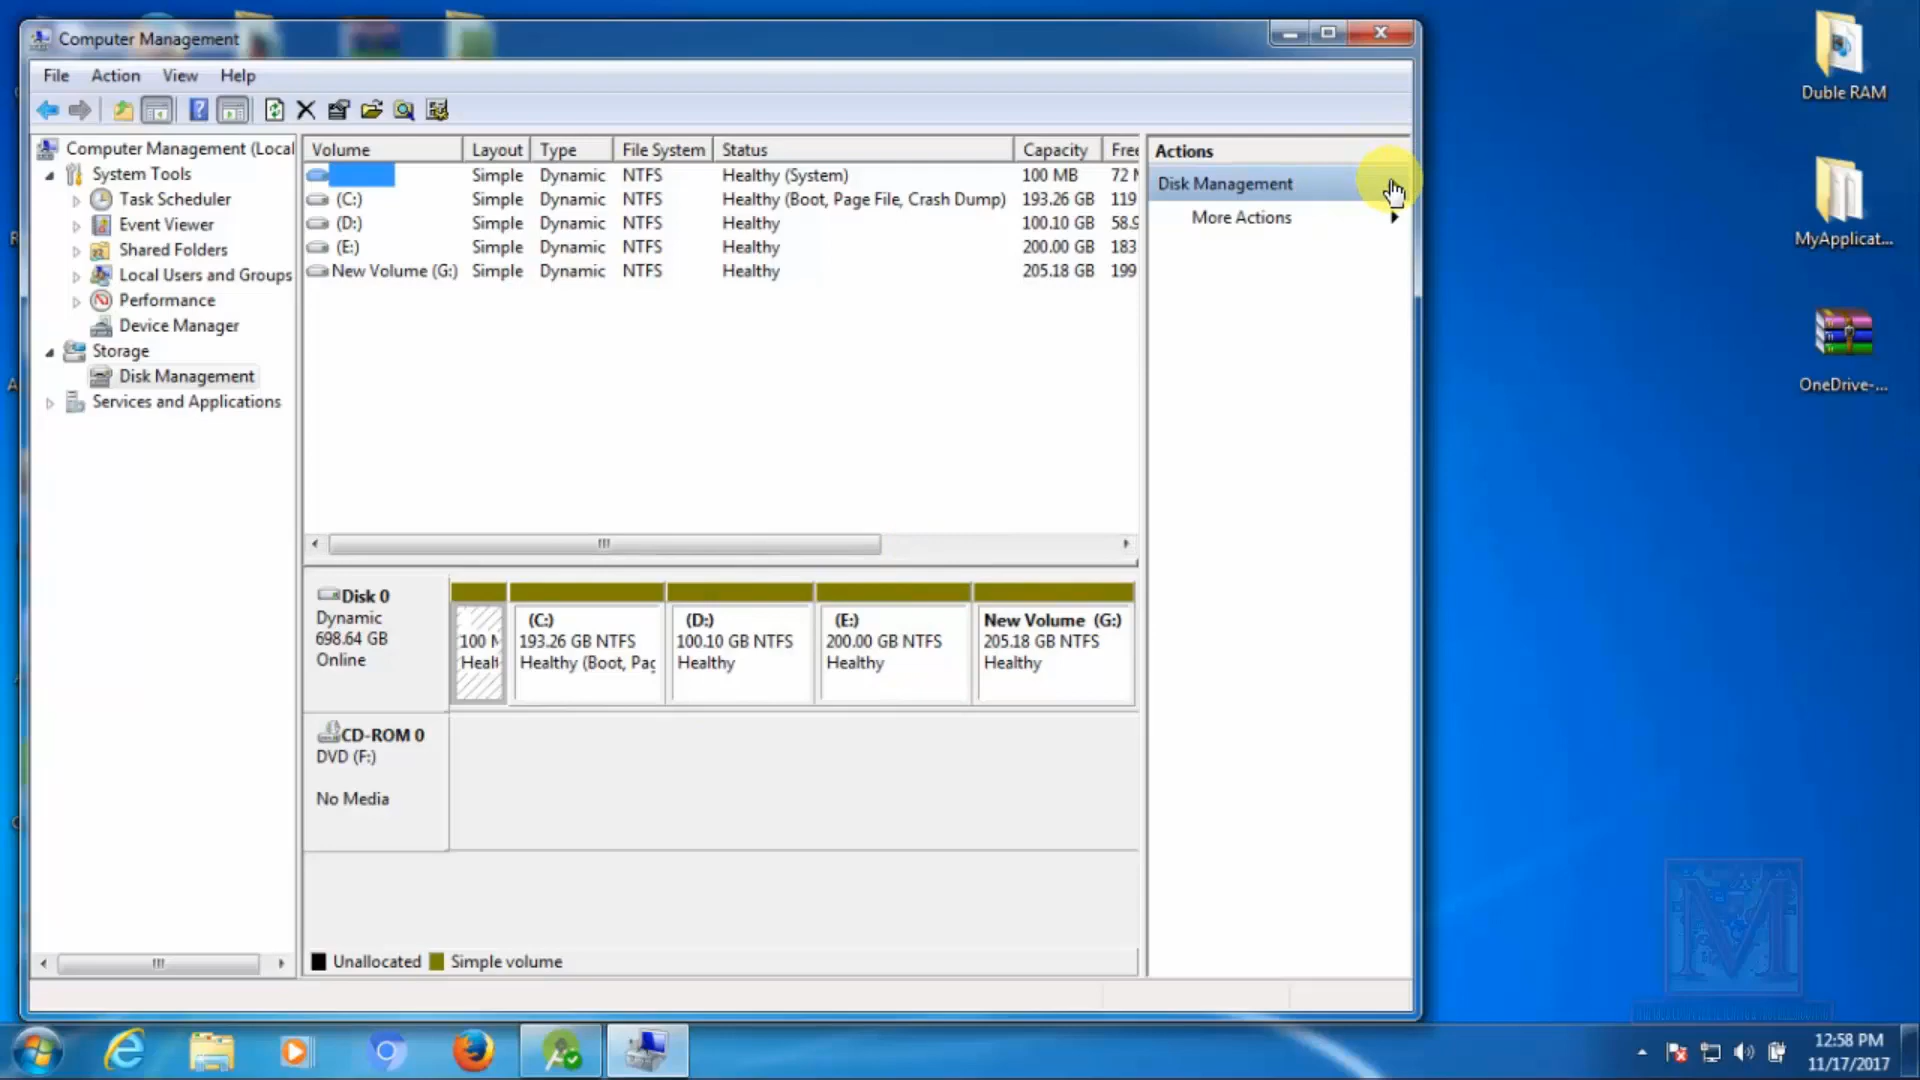 Computer Management
File Action View Help
Computer Management (Local
System Tools
Task Scheduler
Event Viewer
Shared Folders
Local Users and Groups
Performance
Device Manager
Storage
Disk Management
Services and Applications
Volume Layout Type File System Status Capacity Free
Simple Dynamic NTFS Healthy (System) 100 MB 72
(C:) Simple Dynamic NTFS Healthy (Boot, Page File, Crash Dump) 193.26 GB 119
(D:) Simple Dynamic NTFS Healthy 100.10 GB 58.9
(E:) Simple Dynamic NTFS Healthy 200.00 GB 183
New Volume (G:) Simple Dynamic NTFS Healthy 205.18 GB 199
Disk 0
Dynamic
698.64 GB
Online
100 M
Healt
(C:)
193.26 GB NTFS
Healthy (Boot, Pag
(D:)
100.10 GB NTFS
Healthy
(E:)
200.00 GB NTFS
Healthy
New Volume (G:)
205.18 GB NTFS
Healthy
CD-ROM 0
DVD (F:)
No Media
Unallocated Simple volume
Actions
Disk Management
More Actions
Duble RAM
MyApplicat...
OneDrive-...
M
12:58 PM
11/17/2017